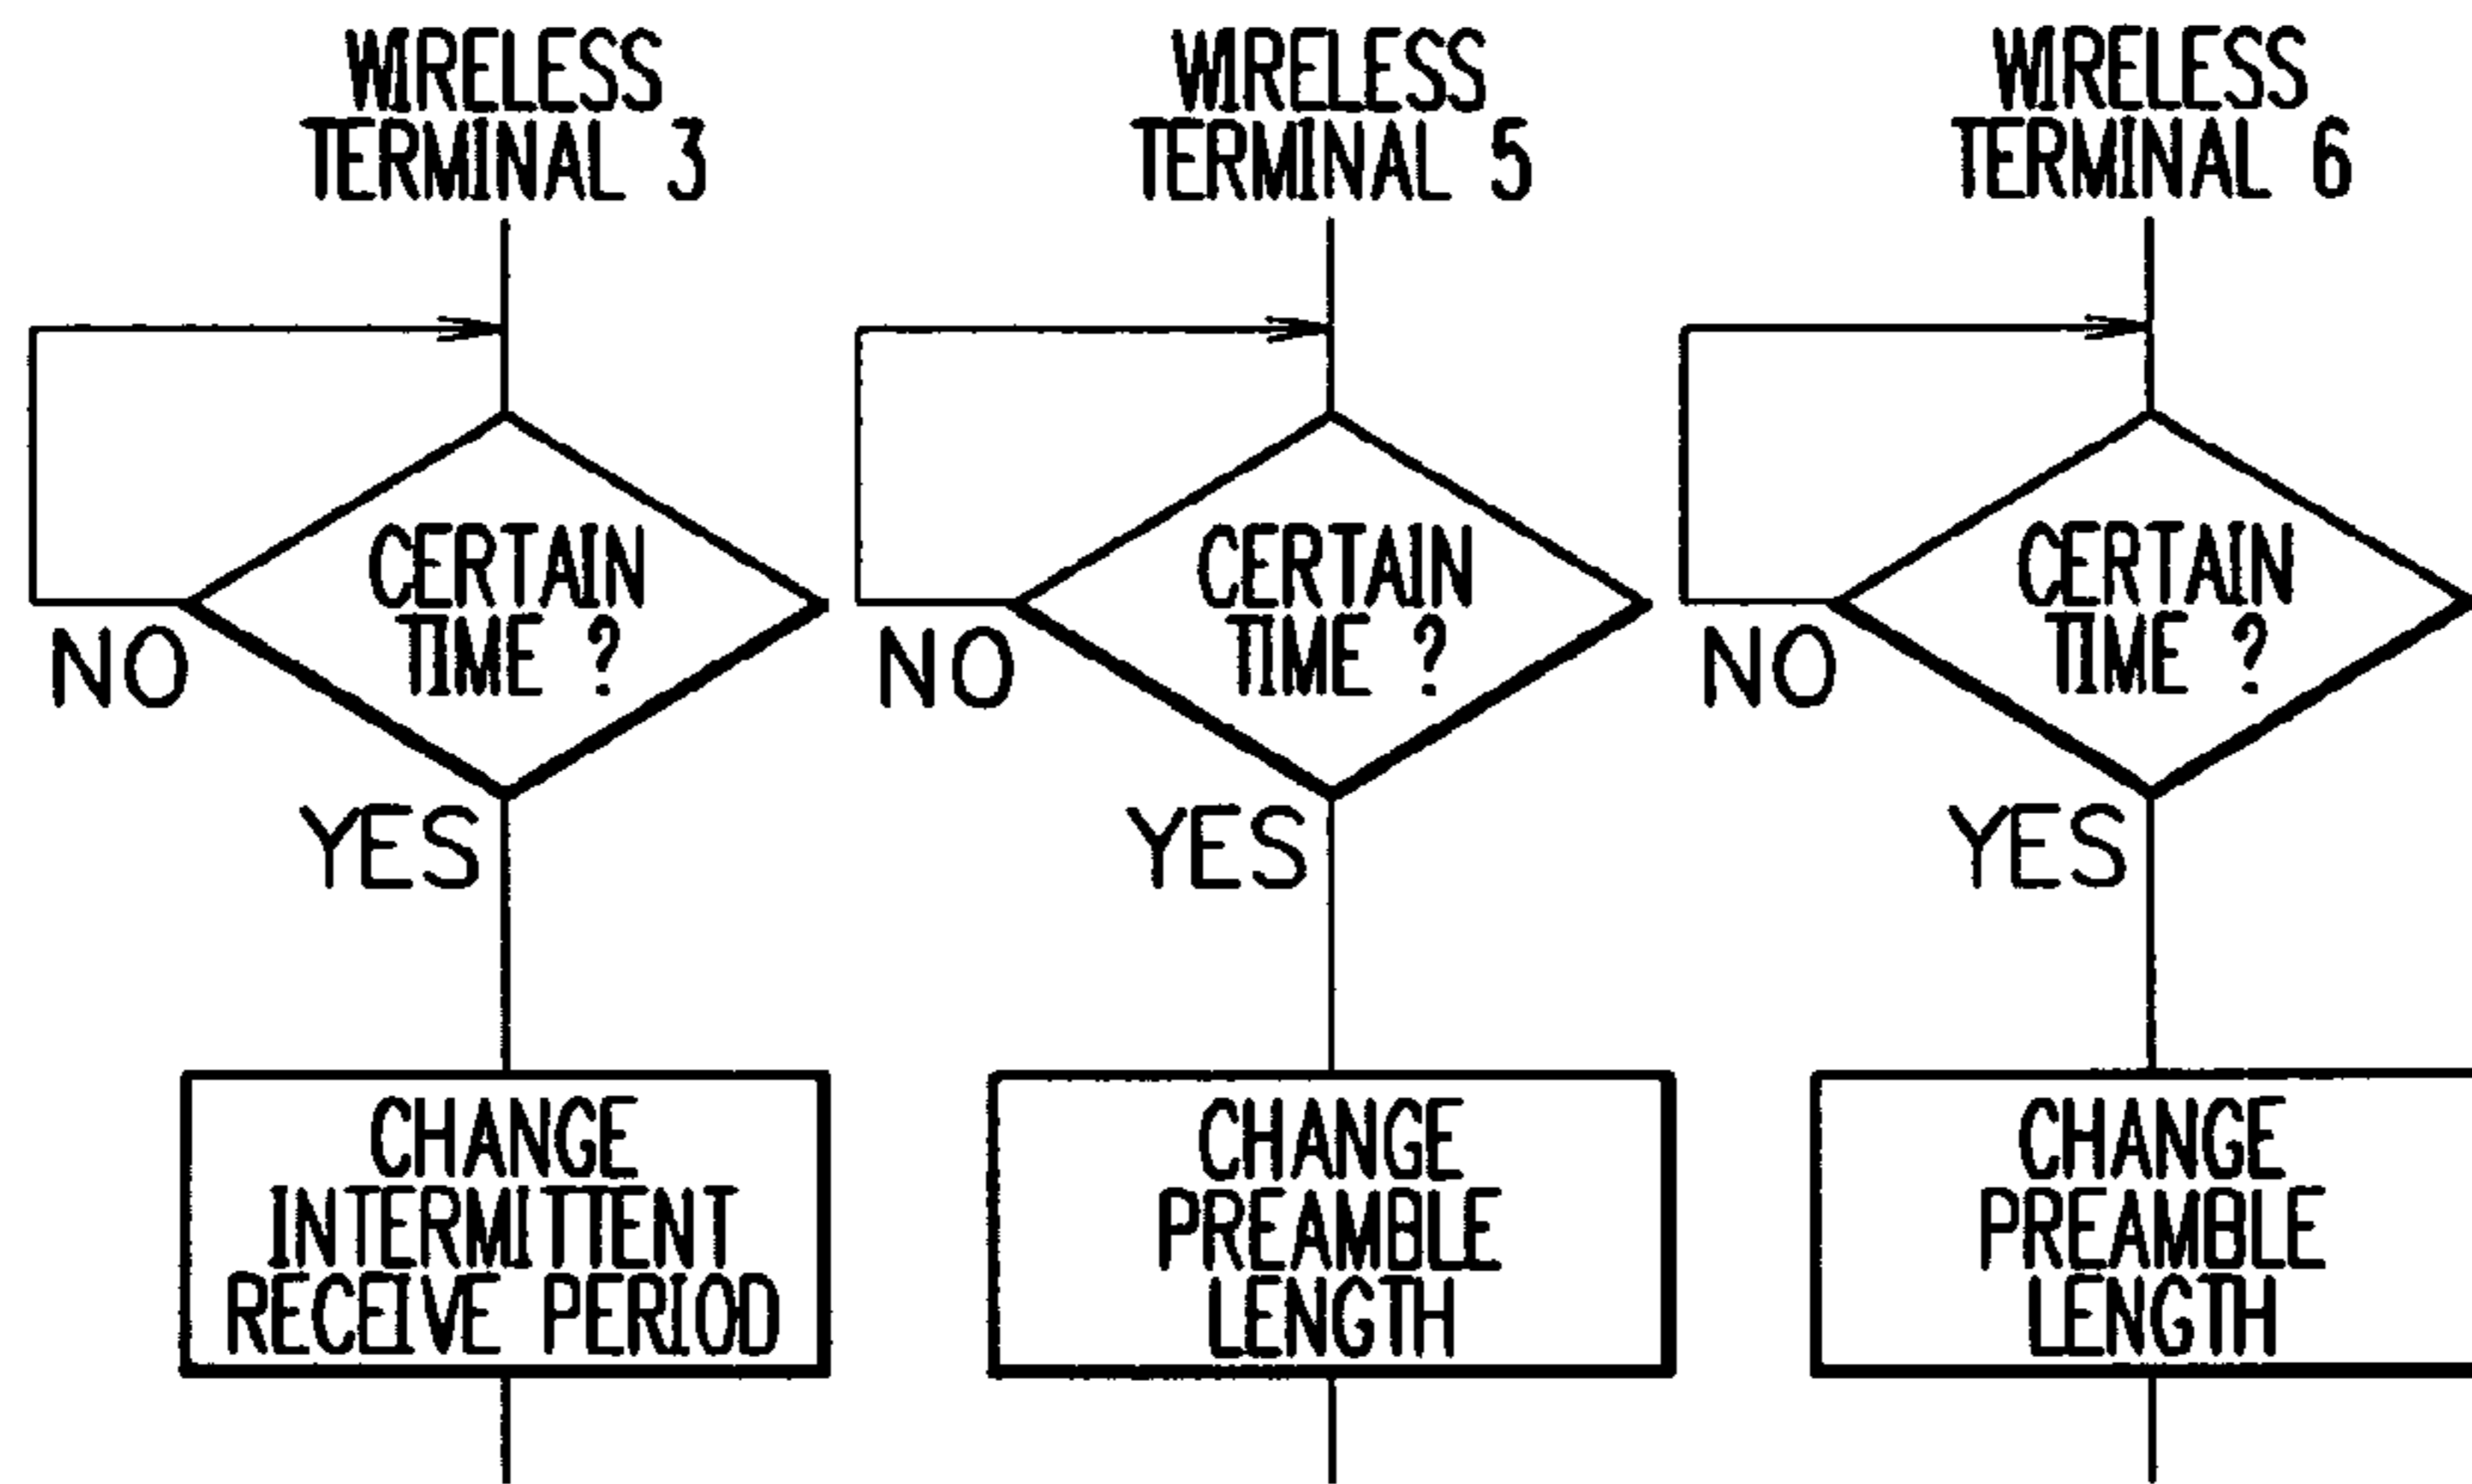 WIRELESS
TERMINAL 3
CERTAIN
TIME ?
NO
YES
CHANGE
INTERMITTENT
RECEIVE PERIOD
WIRELESS
TERMINAL 5
CERTAIN
TIME ?
NO
YES
CHANGE
PREAMBLE
LENGTH
WIRELESS
TERMINAL 6
CERTAIN
TIME ?
NO
YES
CHANGE
PREAMBLE
LENGTH